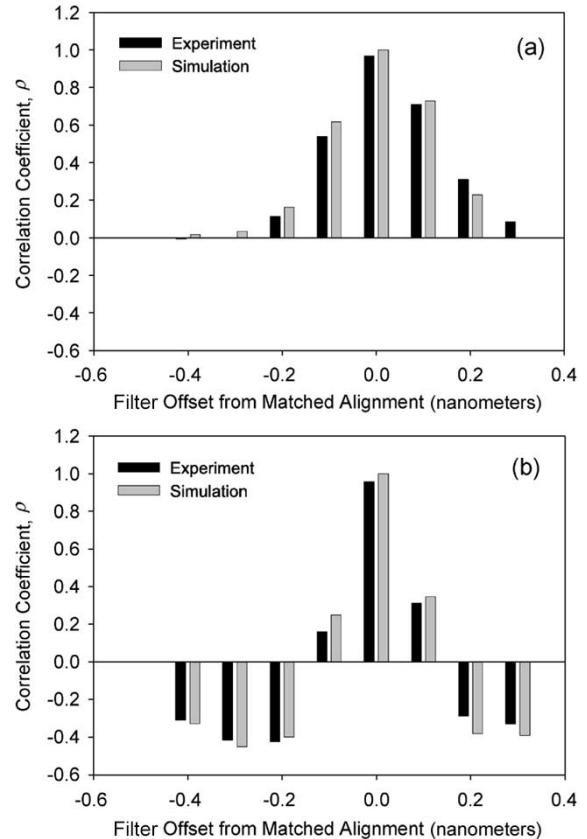 1.2
(a)
Experiment
1.0
Simulation
0.8
0.6
0.4
0.2
0.0
-0.2
-0.4
-0.6
Correlation Coefficient, ρ
-0.6 -0.4 -0.2 0.0 0.2 0.4
Filter Offset from Matched Alignment (nanometers)
1.2
(b)
Experiment
1.0
Simulation
0.8
0.6
0.4
0.2
0.0
-0.2
-0.4
-0.6
Correlation Coefficient, ρ
-0.6 -0.4 -0.2 0.0 0.2 0.4
Filter Offset from Matched Alignment (nanometers)